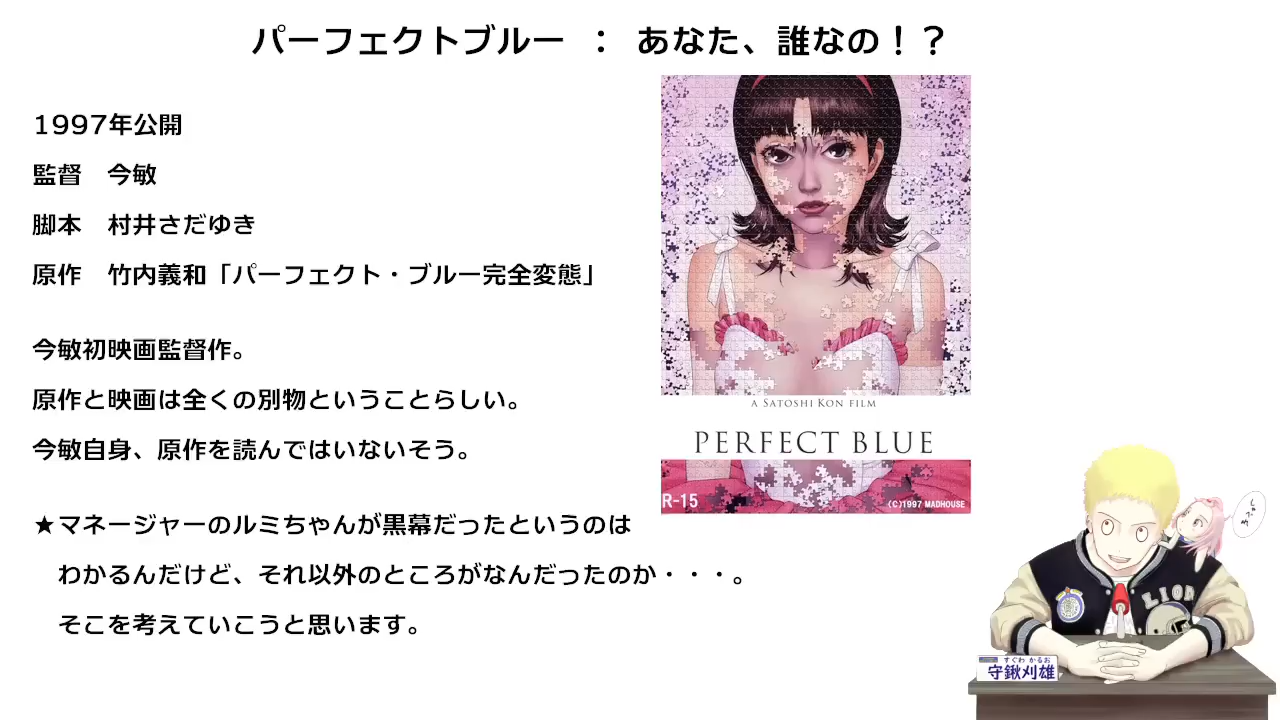 パーフェクトブルー ： あなた、誰なの！？
1997年公開
監督 今敏
脚本 村井さだゆき
原作 竹内義和「パーフェクト・ブルー完全変態」
今敏初映画監督作。
原作と映画は全くの別物ということらしい。
今敏自身、原作を読んではいないそう。
★マネージャーのルミちゃんが黒幕だったというのは
わかるんだけど、それ以外のところがなんだったのか・・・。
そこを考えていこうと思います。
A SATOSHI KON FILM
PERFECT BLUE
R-15
(C)1997 MADHOUSE
しゃべれ
LION
すぐわ かるお
守鍬刈雄